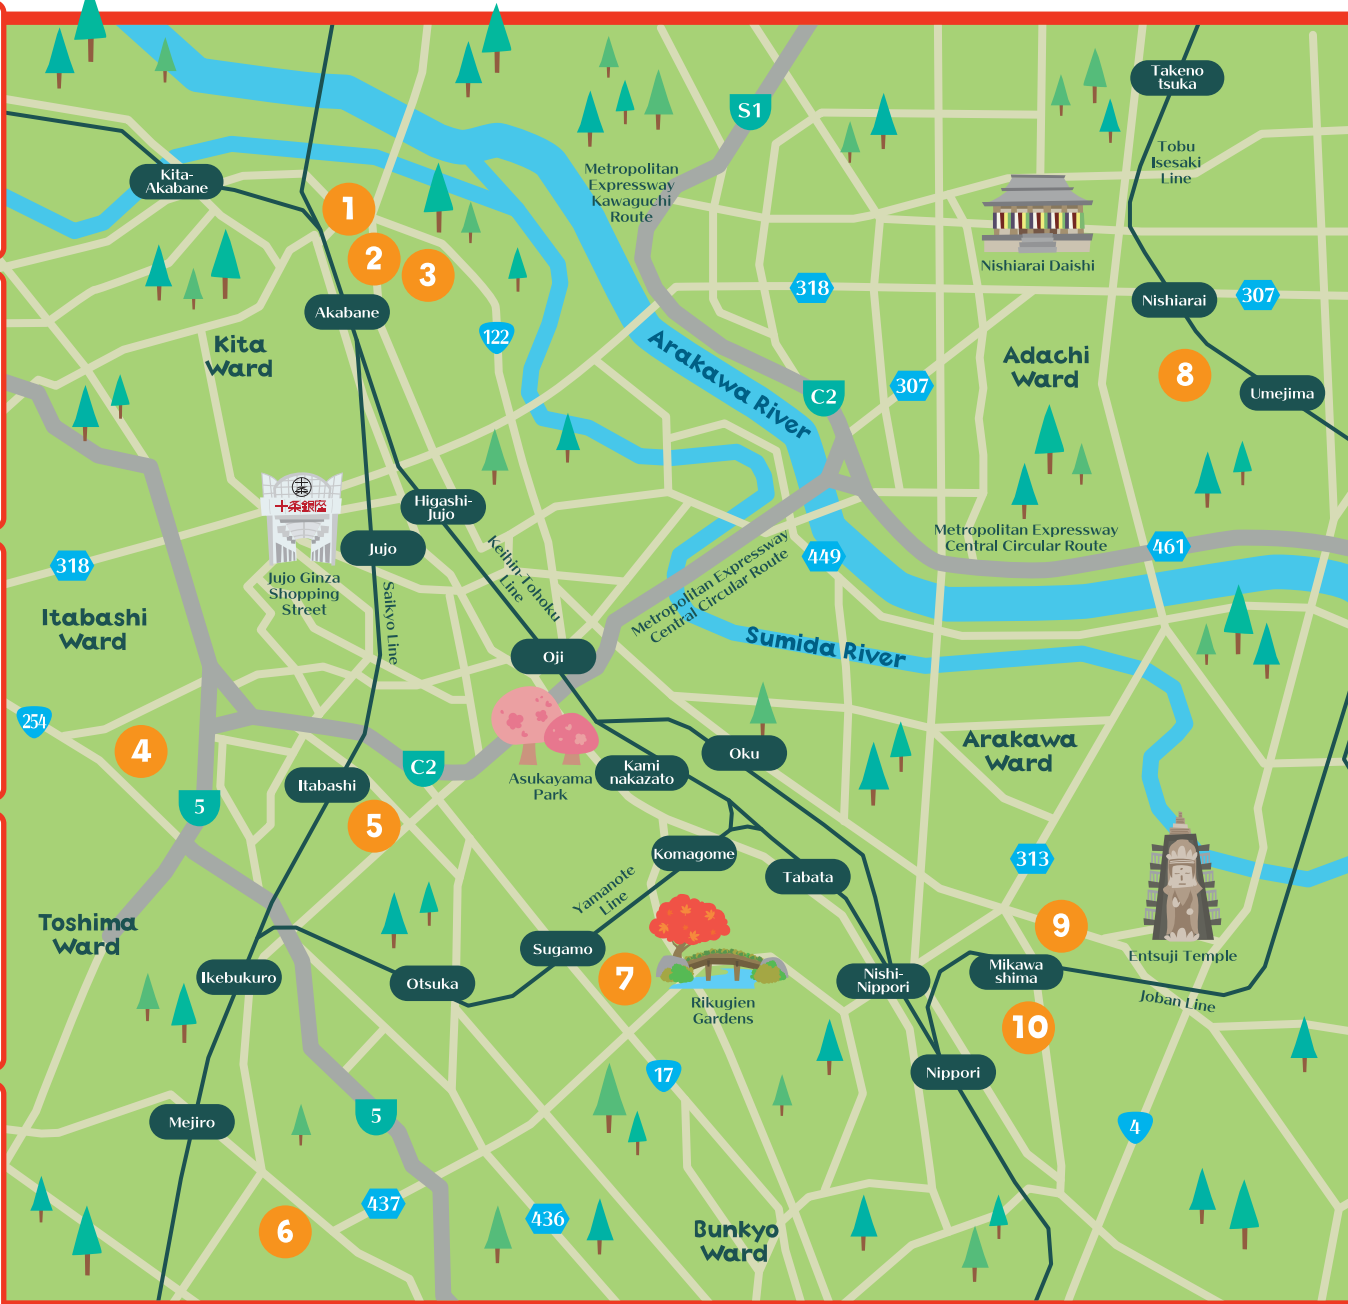 S1
Takeno
tsuka
Tobu
Isesaki
Line
Kita-
Akabane
Metropolitan
Expressway
Kawaguchi
Route
1
2
3
Nishiarai Daishi
318
Nishiarai
307
Akabane
122
Kita
Ward
Arakawa River
Adachi
Ward
8
C2
307
Umejima
十条銀座
Higashi-
Jujo
Jujo
Keihin-Tohoku
Line
Metropolitan Expressway
Central Circular Route
Metropolitan Expressway
Central Circular Route
449
461
318
Jujo Ginza
Shopping
Street
Saikyo Line
Itabashi
Ward
Oji
Sumida River
254
4
Arakawa
Ward
Oku
Kami
nakazato
C2
Asukayama
Park
Itabashi
5
5
Komagome
Tabata
313
Yamanote
Line
Toshima
Ward
9
Sugamo
Entsuji Temple
Ikebukuro
Otsuka
7
Nishi-
Nippori
Mikawa
shima
Joban Line
Rikugien
Gardens
10
17
Nippori
Mejiro
5
4
437
436
6
Bunkyo
Ward